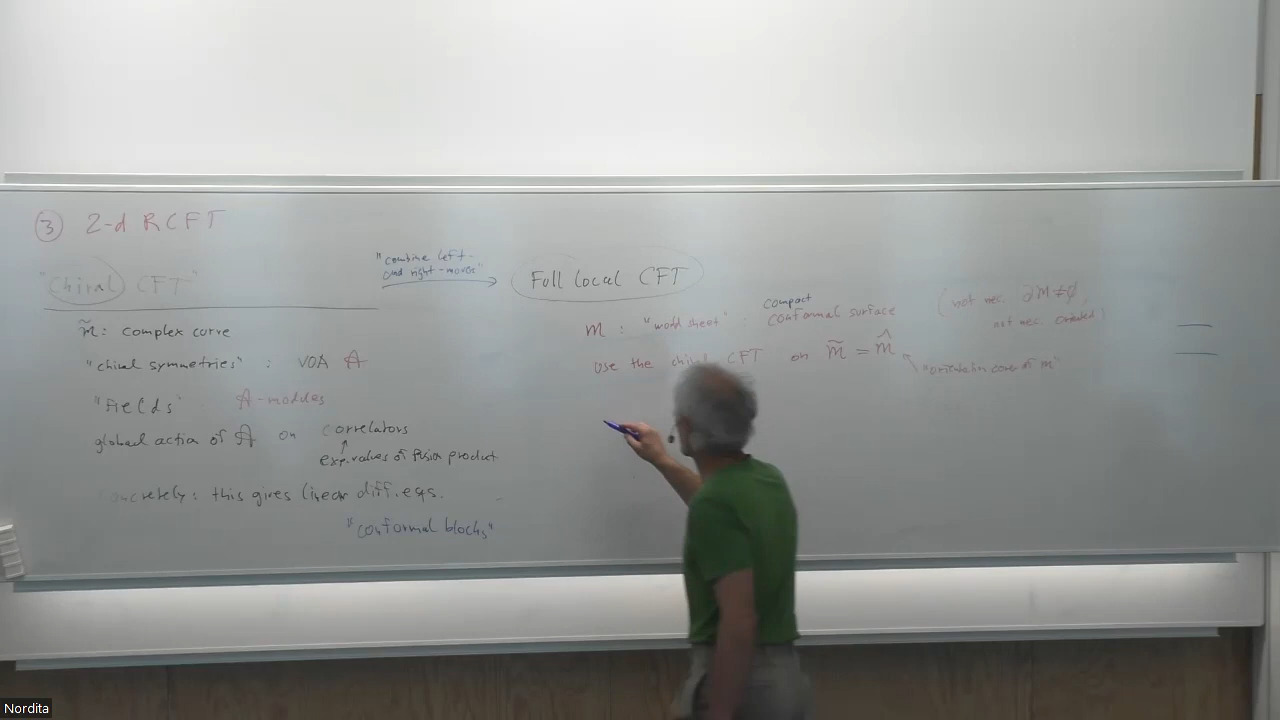 ③ 2-d RCFT
"Chiral CFT"
"combine left-
and right-movers"
Full local CFT
m̃ : complex curve
"chiral symmetries" : VOA A
"fields" A-modules
global action of A on correlators
exp. values of fusion product
concretely: this gives linear diff. eqs.
"conformal blocks"
m : "world sheet" : compact conformal surface (not nec. ∂M ≠ ∅,
not nec. oriented)
use the chiral CFT on m̃ = m̂
"orientation cover of m"
Nordita